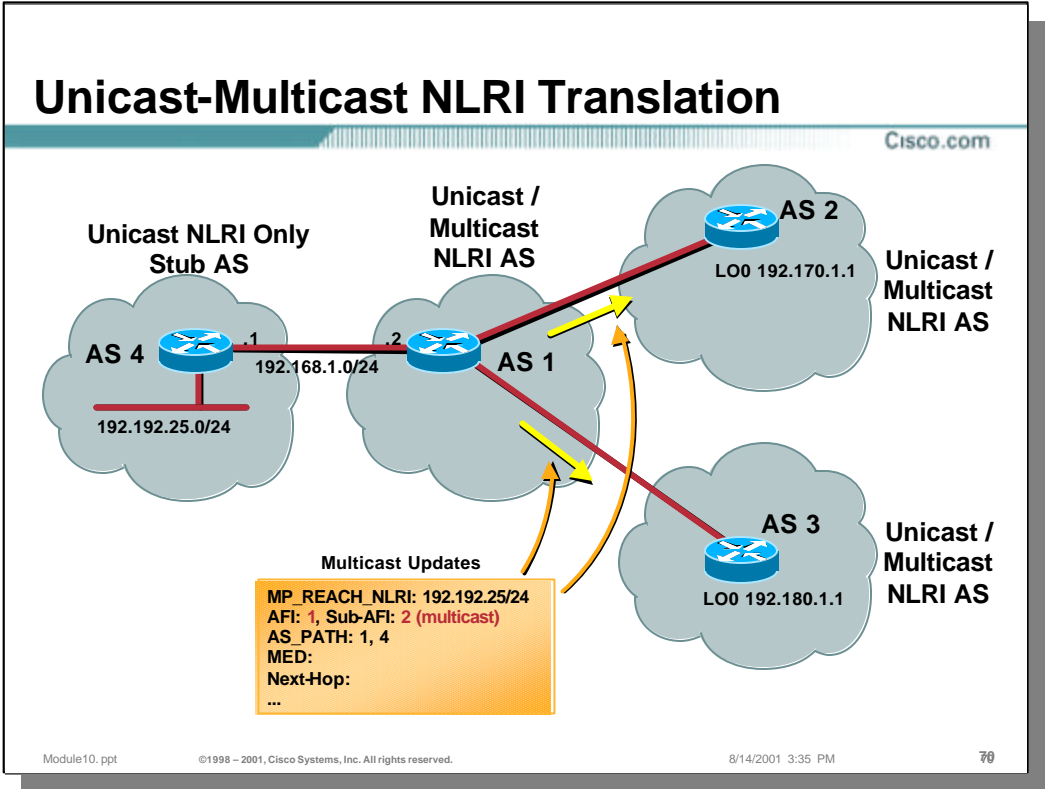 Unicast-Multicast NLRI Translation
Cisco.com
Unicast NLRI Only
Stub AS
Unicast /
Multicast
NLRI AS
AS 2
LO0 192.170.1.1
Unicast /
Multicast
NLRI AS
AS 4
.1
192.168.1.0/24
.2
AS 1
192.192.25.0/24
AS 3
LO0 192.180.1.1
Unicast /
Multicast
NLRI AS
Multicast Updates
MP_REACH_NLRI: 192.192.25/24
AFI: 1, Sub-AFI: 2 (multicast)
AS_PATH: 1, 4
MED:
Next-Hop:
...
Module10. ppt
©1998 – 2001, Cisco Systems, Inc. All rights reserved.
8/14/2001 3:35 PM